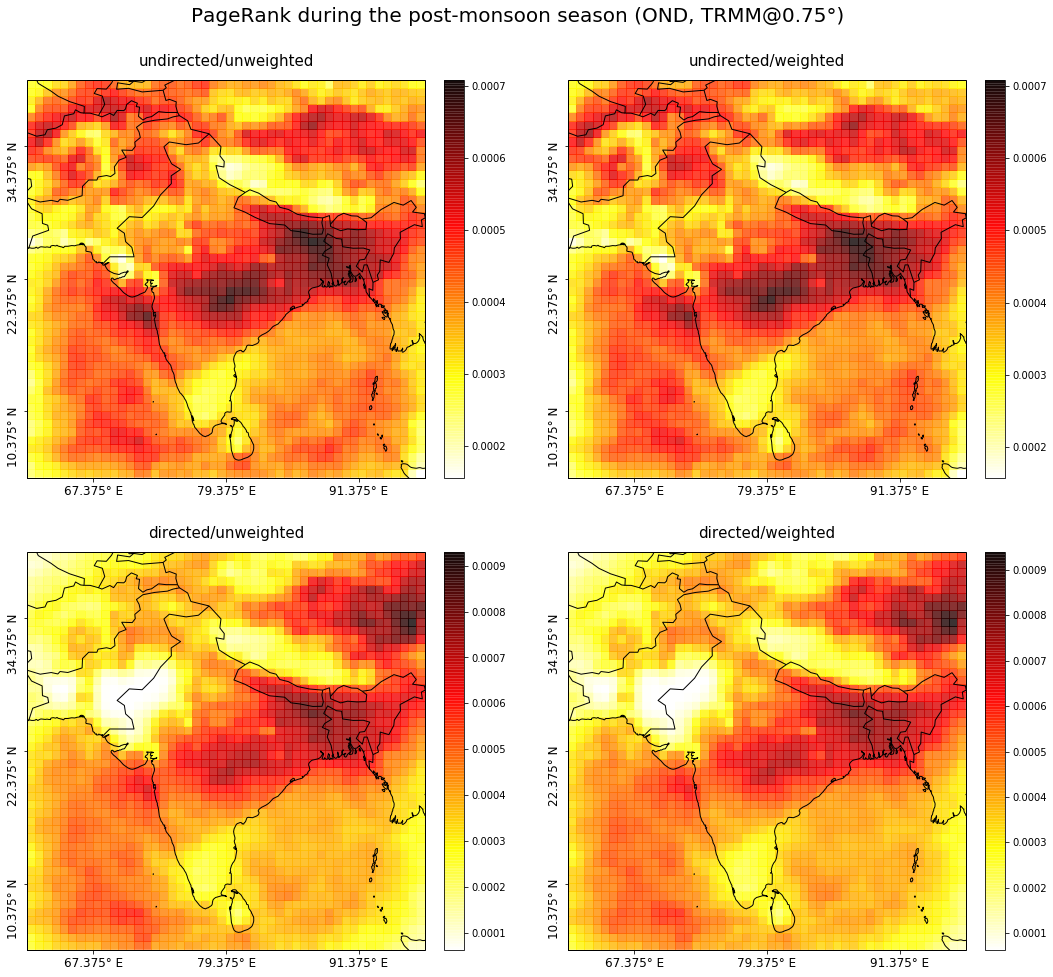 PageRank during the post-monsoon season (OND, TRMM@0.75°)
undirected/unweighted
34.375° N
22.375° N
10.375° N
67.375° E 79.375° E 91.375° E
0.0007
0.0006
0.0005
0.0004
0.0003
0.0002
undirected/weighted
34.375° N
22.375° N
10.375° N
67.375° E 79.375° E 91.375° E
0.0007
0.0006
0.0005
0.0004
0.0003
0.0002
directed/unweighted
34.375° N
22.375° N
10.375° N
67.375° E 79.375° E 91.375° E
0.0009
0.0008
0.0007
0.0006
0.0005
0.0004
0.0003
0.0002
0.0001
directed/weighted
34.375° N
22.375° N
10.375° N
67.375° E 79.375° E 91.375° E
0.0009
0.0008
0.0007
0.0006
0.0005
0.0004
0.0003
0.0002
0.0001